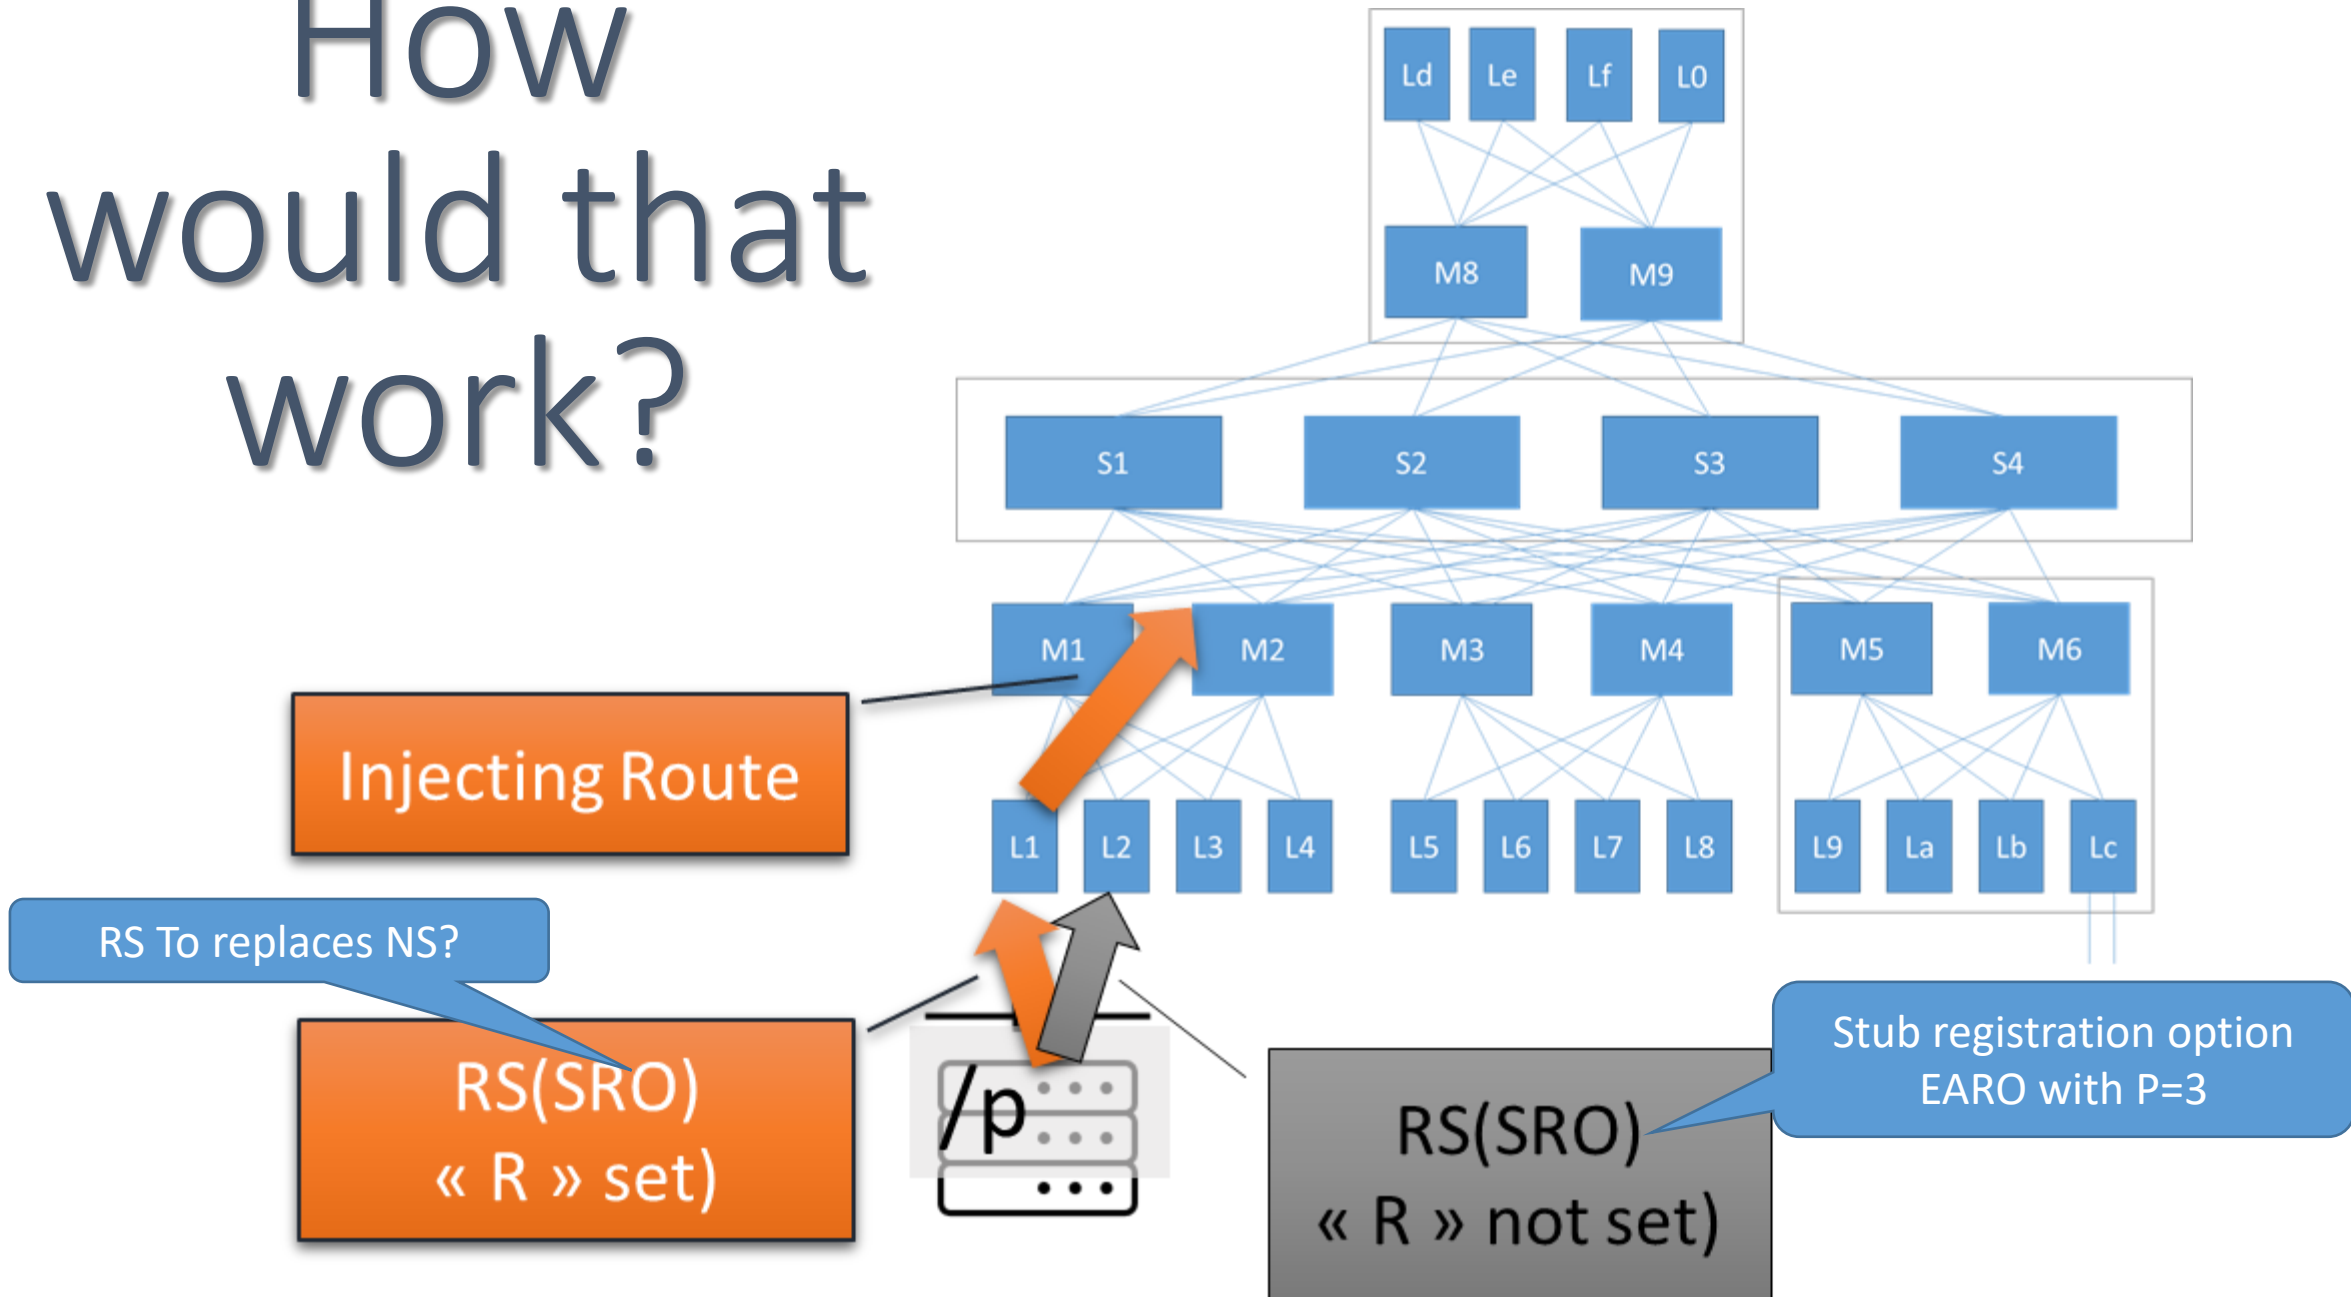 How
would that
work?
Ld
Le
Lf
L0
M8
M9
S1
S2
S3
S4
M1
M2
M3
M4
M5
M6
Injecting Route
L1
L2
L3
L4
L5
L6
L7
L8
L9
La
Lb
Lc
RS To replaces NS?
RS(SRO)
« R » set)
/p
RS(SRO)
« R » not set)
Stub registration option
EARO with P=3